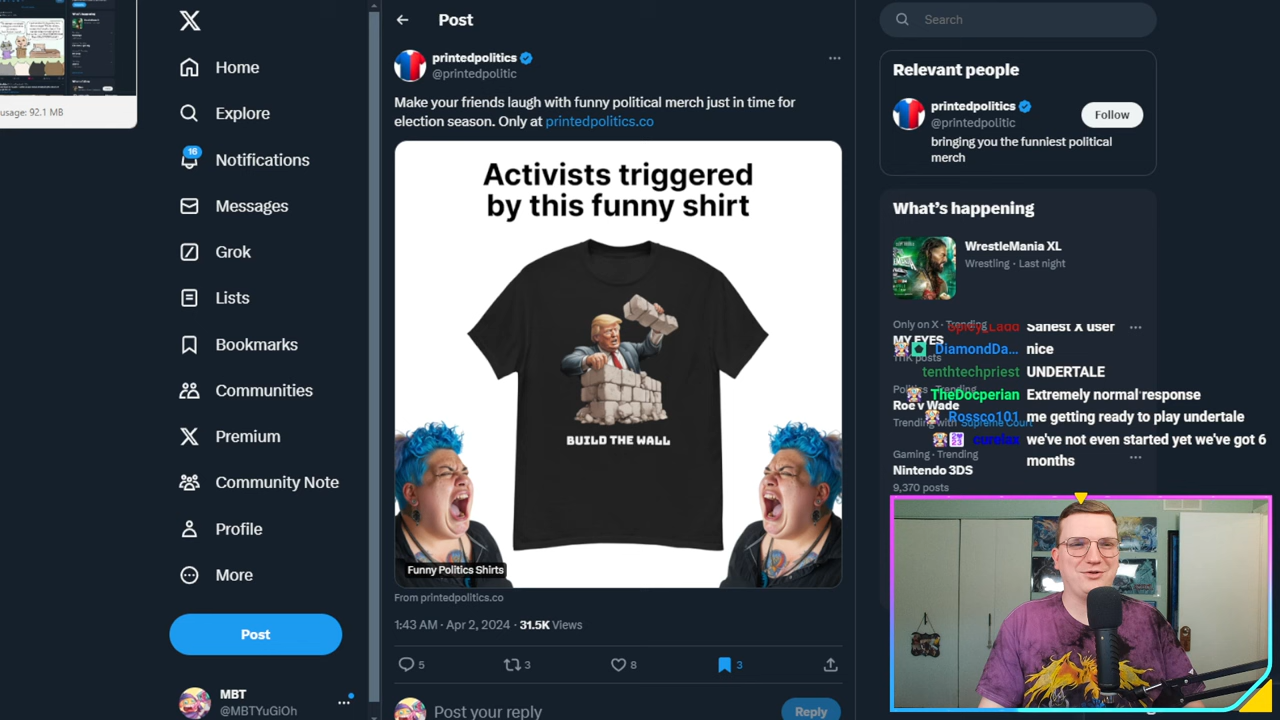 usage: 92.1 MB
Home
Explore
16
Notifications
Messages
Grok
Lists
Bookmarks
Communities
Premium
Community Note
Profile
More
Post
MBT
@MBTYuGiOh
Post
printedpolitics
@printedpolitic
Make your friends laugh with funny political merch just in time for
election season. Only at printedpolitics.co
Activists triggered
by this funny shirt
BUILD THE WALL
Funny Politics Shirts
From printedpolitics.co
1:43 AM · Apr 2, 2024 · 31.5K Views
5
3
8
3
Post your reply
Reply
Search
people
printedpolitics
@printedpolitic
Follow
bringing you the funniest political
merch
What's happening
WrestleMania XL
Wrestling · Last night
Only on X · Trending
MY EYES
posts
Trending
Roe v Wade
Trending with Supreme Court
Gaming · Trending
Nintendo 3DS
9,370 posts
Spicy_Ladd Sanest X user
DiamondDa... nice
tenthtechpriest UNDERTALE
TheDocperian Extremely normal response
Rossco101 me getting ready to play undertale
we've not even started yet we've got 6
months